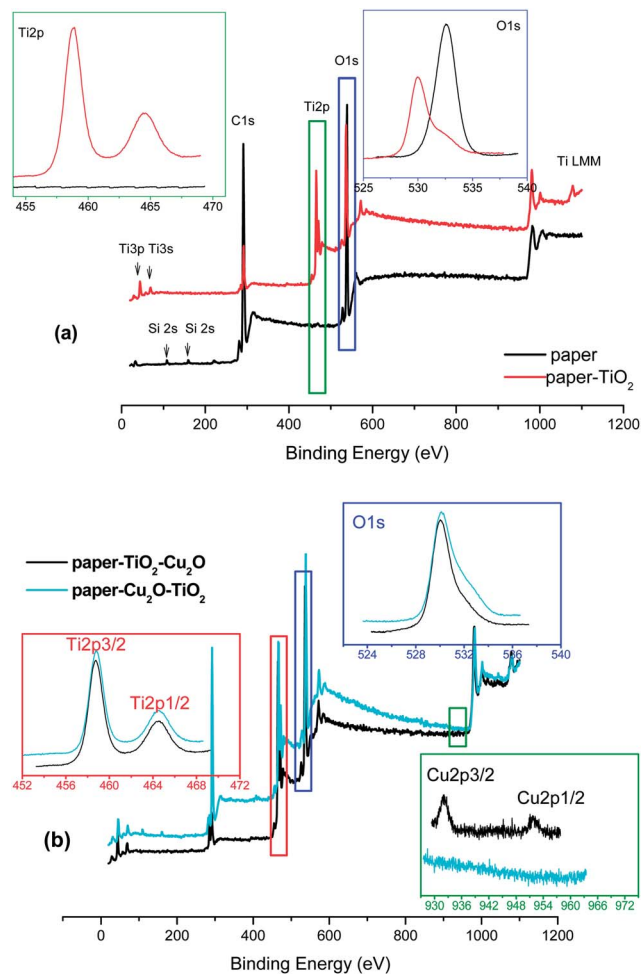 Ti2p
455 460 465 470
O1s
525 530 535 540
C1s
Ti2p
O1s
Ti LMM
Ti3p Ti3s
Si 2s Si 2s
(a)
paper
paper-TiO₂
0 200 400 600 800 1000 1200
Binding Energy (eV)
paper-TiO₂-Cu₂O
paper-Cu₂O-TiO₂
O1s
524 528 532 536 540
Ti2p3/2
Ti2p1/2
452 456 460 464 468 472
Cu2p3/2
Cu2p1/2
930 936 942 948 954 960 966 972
(b)
0 200 400 600 800 1000 1200
Binding Energy (eV)